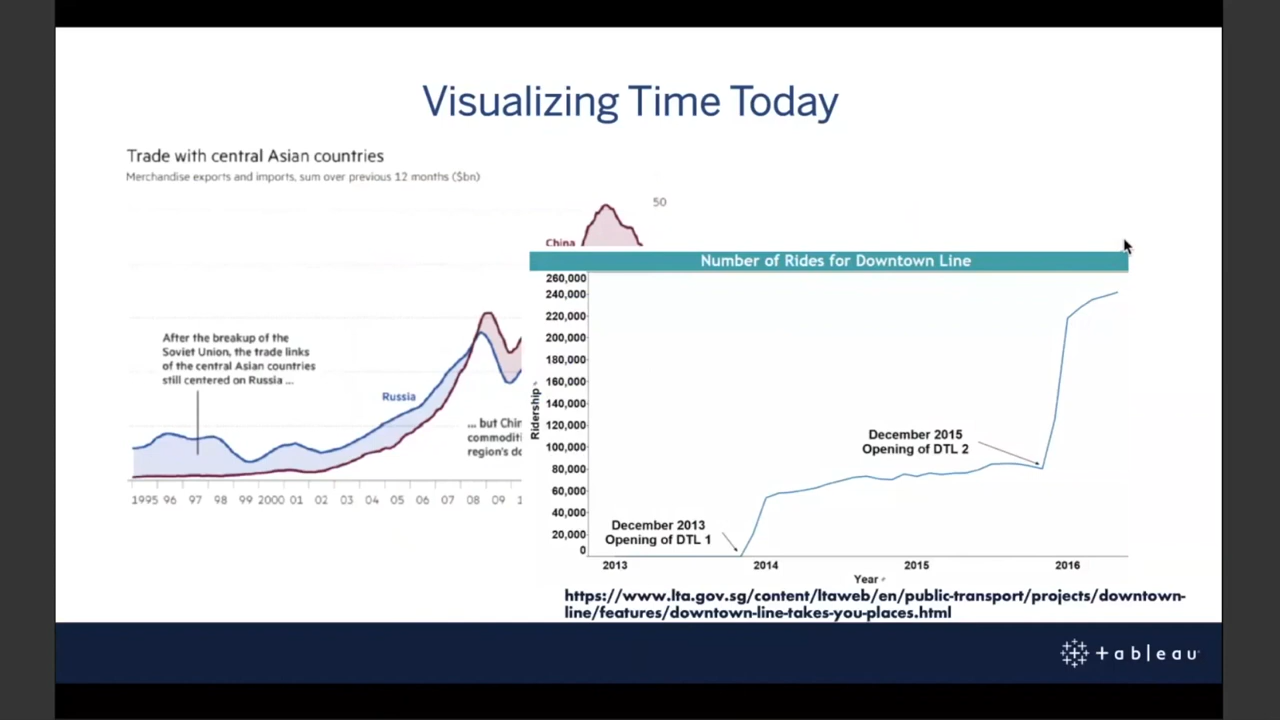 Visualizing Time Today
Trade with central Asian countries
Merchandise exports and imports, sum over previous 12 months ($bn)
50
China
After the breakup of the
Soviet Union, the trade links
of the central Asian countries
still centered on Russia ...
Russia
... but
region's
1995 96 97 98 99 2000 01 02 03 04 05 06 07 08 09
Number of Rides for Downtown Line
260,000
240,000
220,000
200,000
180,000
160,000
140,000
120,000
100,000
80,000
60,000
40,000
20,000
0
Ridership
December 2015
Opening of DTL 2
December 2013
Opening of DTL 1
2013 2014 2015 2016
Year
https://www.lta.gov.sg/content/ltaweb/en/public-transport/projects/downtown-
line/features/downtown-line-takes-you-places.html
+ableau